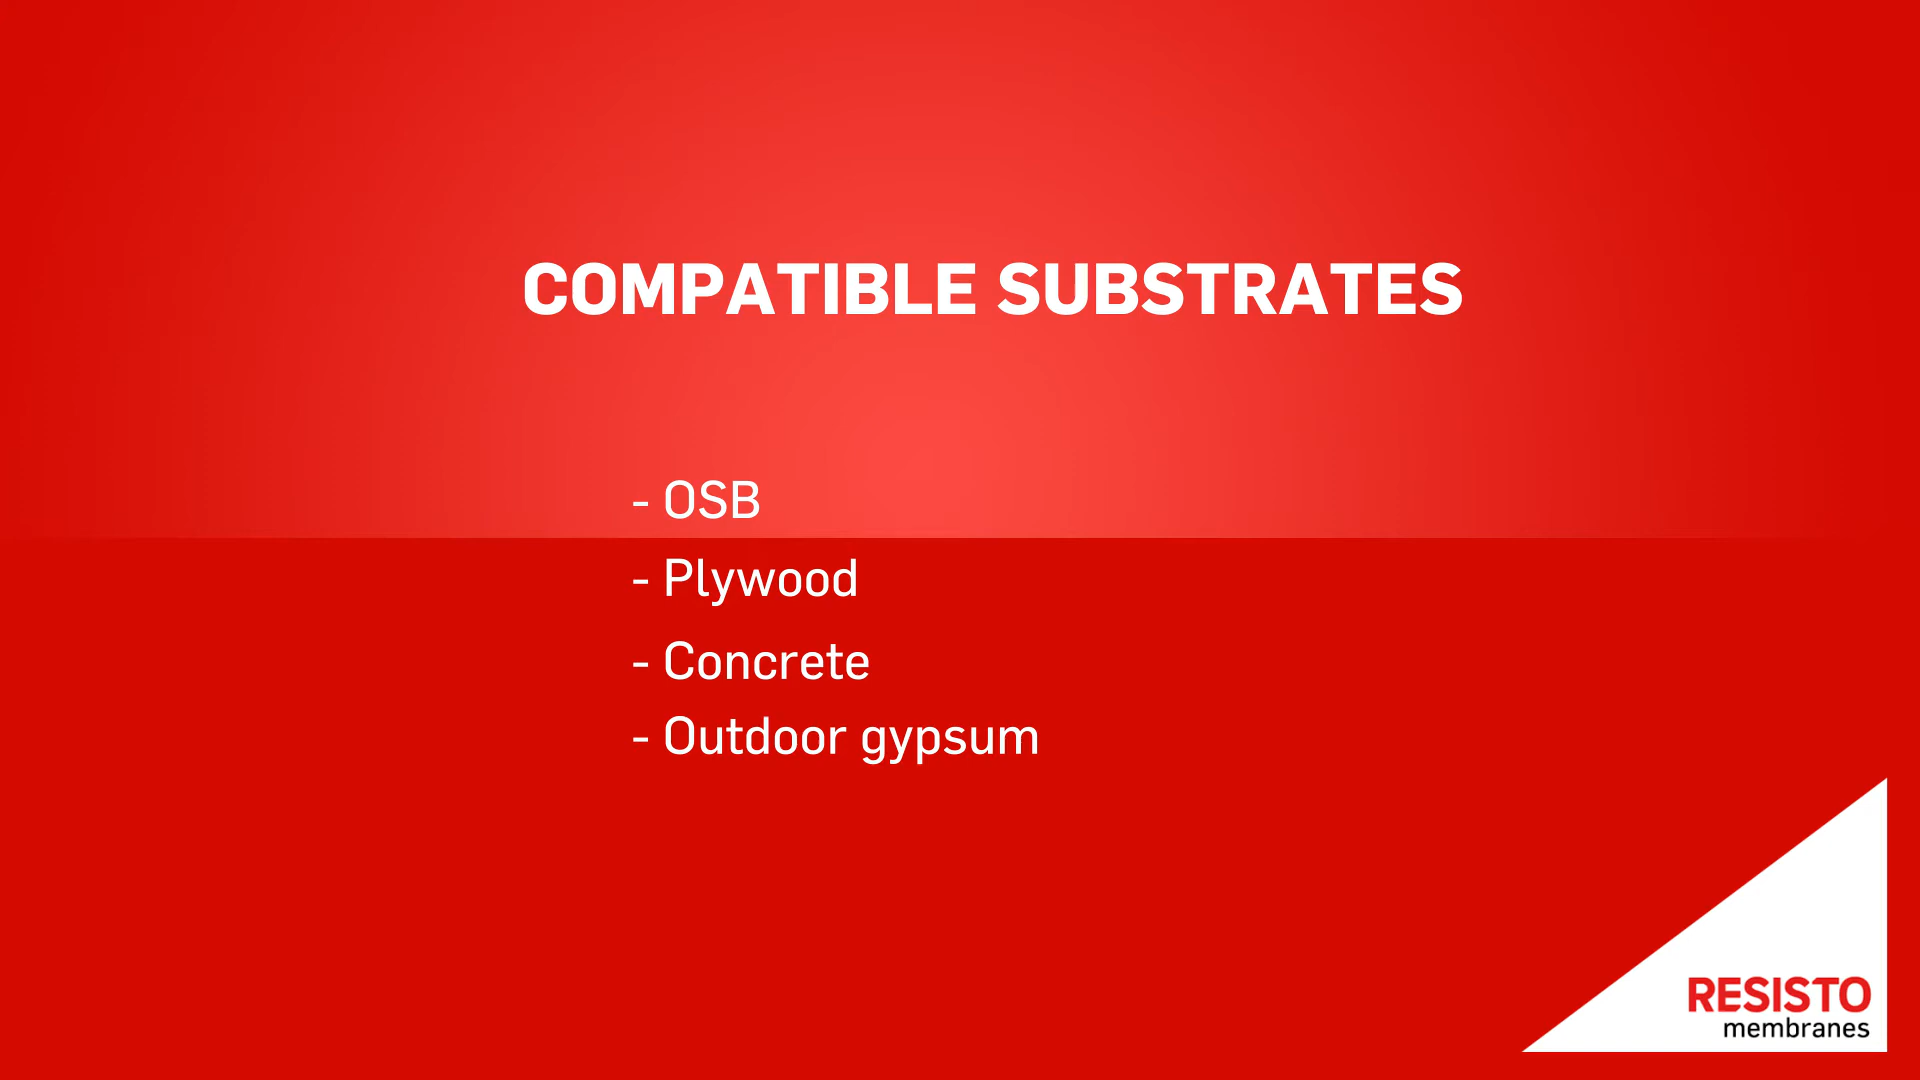 COMPATIBLE SUBSTRATES
- OSB
- Plywood
- Concrete
- Outdoor gypsum
RESISTO
membranes